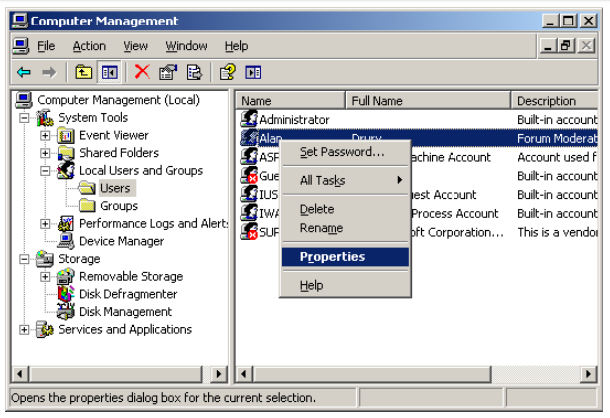 Computer Management
File Action View Window Help
Computer Management (Local)
System Tools
Event Viewer
Shared Folders
Local Users and Groups
Users
Groups
Performance Logs and Alert
Device Manager
Storage
Removable Storage
Disk Defragmenter
Disk Management
Services and Applications
Name Full Name Description
Administrator Built-in account
Alan Drury Forum Moderat
ASP achine Account Account used f
Gue Built-in account
IUS est Account Built-in account
IWA Process Account Built-in account
SUP ft Corporation... This is a vendor
Set Password...
All Tasks
Delete
Rename
Properties
Help
Opens the properties dialog box for the current selection.